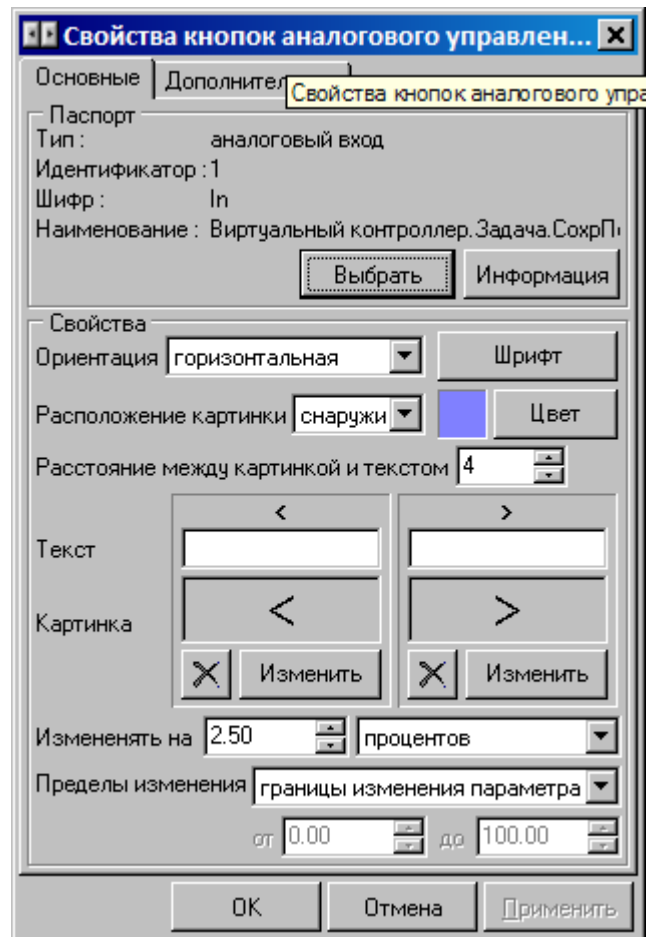 Свойства кнопок аналогового управлен...
Основные Дополнител
Свойства кнопок аналогового упра
Паспорт
Тип : аналоговый вход
Идентификатор : 1
Шифр : In
Наименование : Виртуальный контроллер.Задача.СохрП
Выбрать Информация
Свойства
Ориентация горизонтальная Шрифт
Расположение картинки снаружи Цвет
Расстояние между картинкой и текстом 4
< >
Текст
Картинка < >
Изменить Изменить
Измененять на 2.50 процентов
Пределы изменения границы изменения параметра
от 0.00 до 100.00
OK Отмена Применить